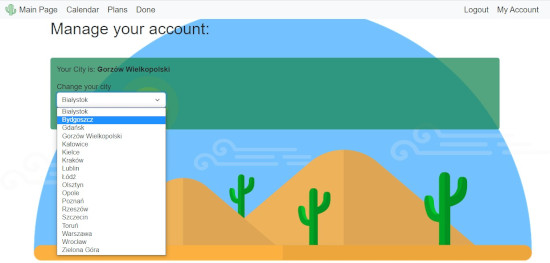 Main Page Calendar Plans Done Logout My Account
Manage your account:
Your City is: Gorzów Wielkopolski
Change your city
Białystok
Białystok
Bydgoszcz
Gdańsk
Gorzów Wielkopolski
Katowice
Kielce
Kraków
Lublin
Łódź
Olsztyn
Opole
Poznań
Rzeszów
Szczecin
Toruń
Warszawa
Wrocław
Zielona Góra